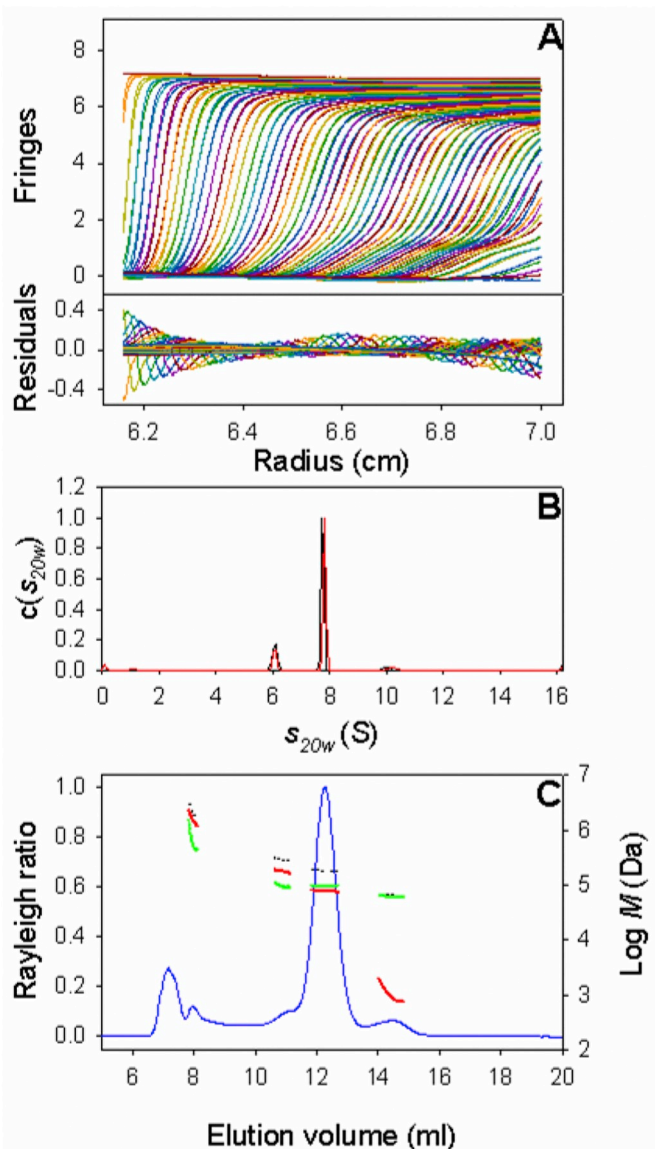 A
8
6
4
2
0
Fringes
0.4
0.0
-0.4
Residuals
6.2 6.4 6.6 6.8 7.0
Radius (cm)
B
1.2
1.0
0.8
0.6
0.4
0.2
0.0
c(s20w)
0 2 4 6 8 10 12 14 16
s20w (S)
C
1.0
0.8
0.6
0.4
0.2
0.0
Rayleigh ratio
7
6
5
4
3
2
Log M (Da)
6 8 10 12 14 16 18 20
Elution volume (ml)